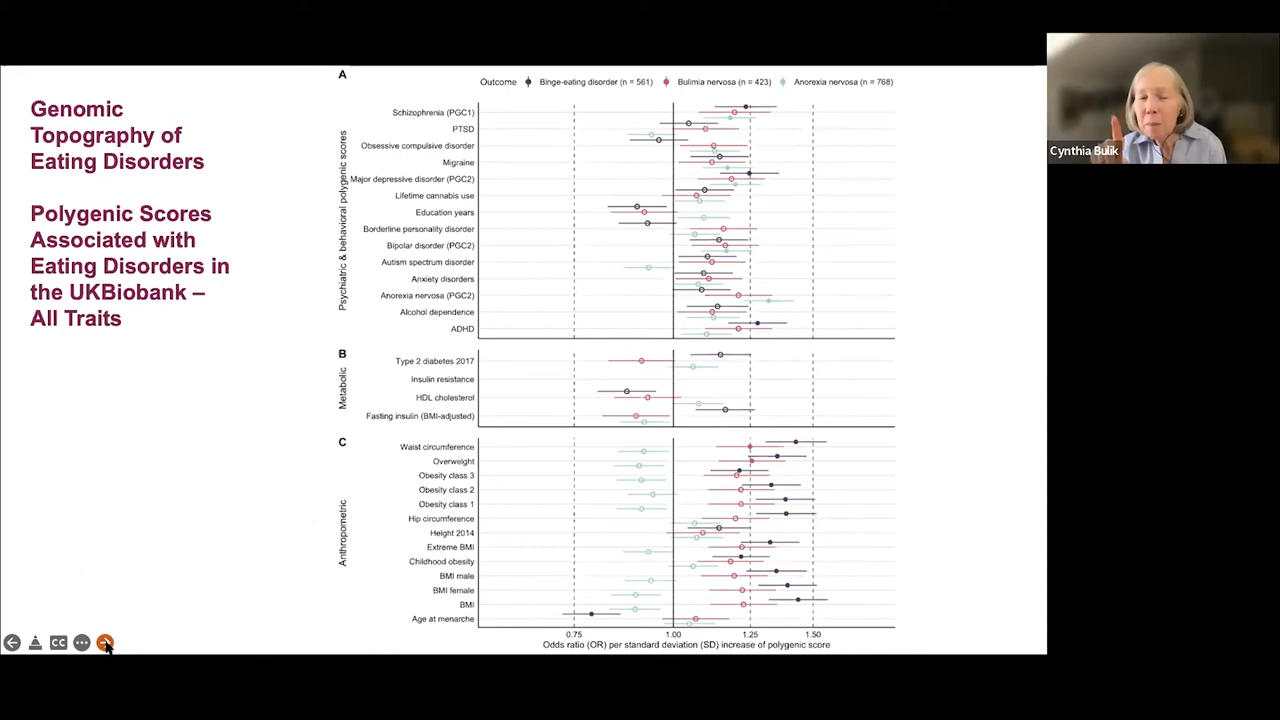 Genomic
Topography of
Eating Disorders
Polygenic Scores
Associated with
Eating Disorders in
the UKBiobank –
All Traits
A
Outcome Binge-eating disorder (n = 561) Bulimia nervosa (n = 423) Anorexia nervosa (n = 768)
Psychiatric & behavioral polygenic scores
Schizophrenia (PGC1)
PTSD
Obsessive compulsive disorder
Migraine
Major depressive disorder (PGC2)
Lifetime cannabis use
Education years
Borderline personality disorder
Bipolar disorder (PGC2)
Autism spectrum disorder
Anxiety disorders
Anorexia nervosa (PGC2)
Alcohol dependence
ADHD
B
Metabolic
Type 2 diabetes 2017
Insulin resistance
HDL cholesterol
Fasting insulin (BMI-adjusted)
C
Anthropometric
Waist circumference
Overweight
Obesity class 3
Obesity class 2
Obesity class 1
Hip circumference
Height 2014
Extreme BMI
Childhood obesity
BMI male
BMI female
BMI
Age at menarche
0.75 1.00 1.25 1.50
Odds ratio (OR) per standard deviation (SD) increase of polygenic score
CC
Cynthia Bulik